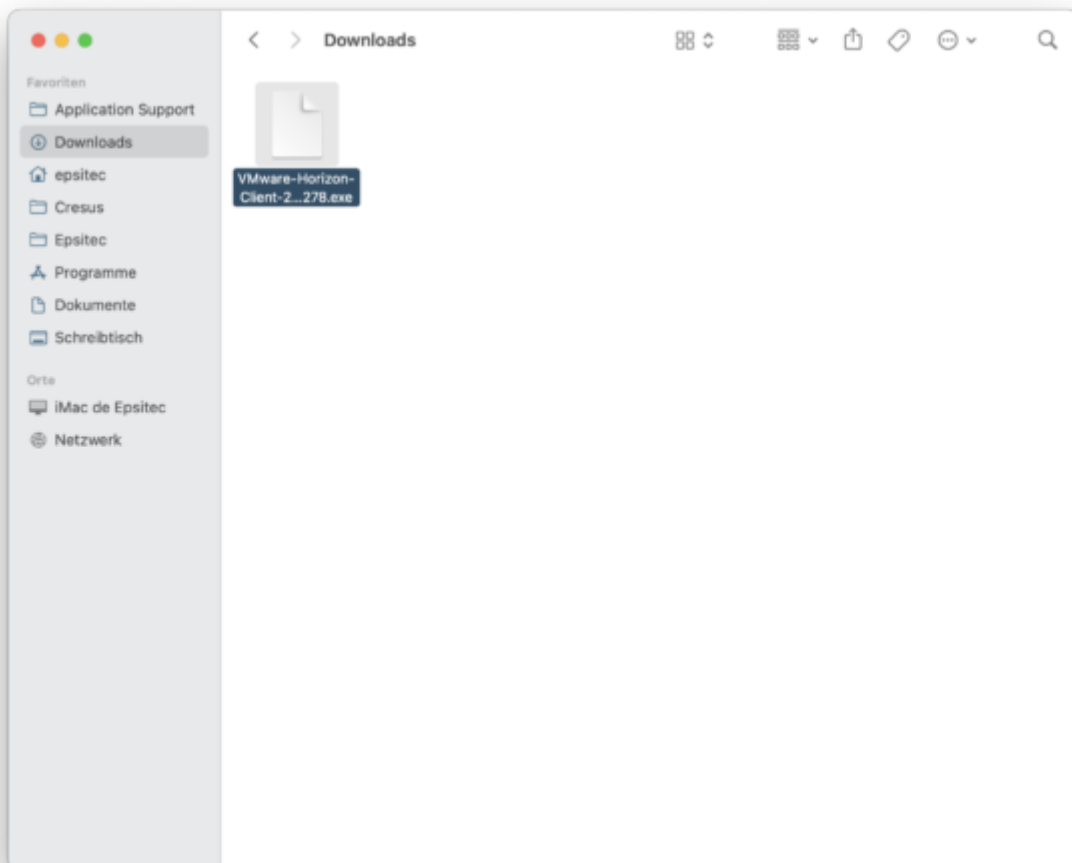 Downloads
Favoriten
Application Support
Downloads
epsitec
Cresus
Epsitec
Programme
Dokumente
Schreibtisch
Orte
iMac de Epsitec
Netzwerk
VMware-Horizon-
Client-2...278.exe